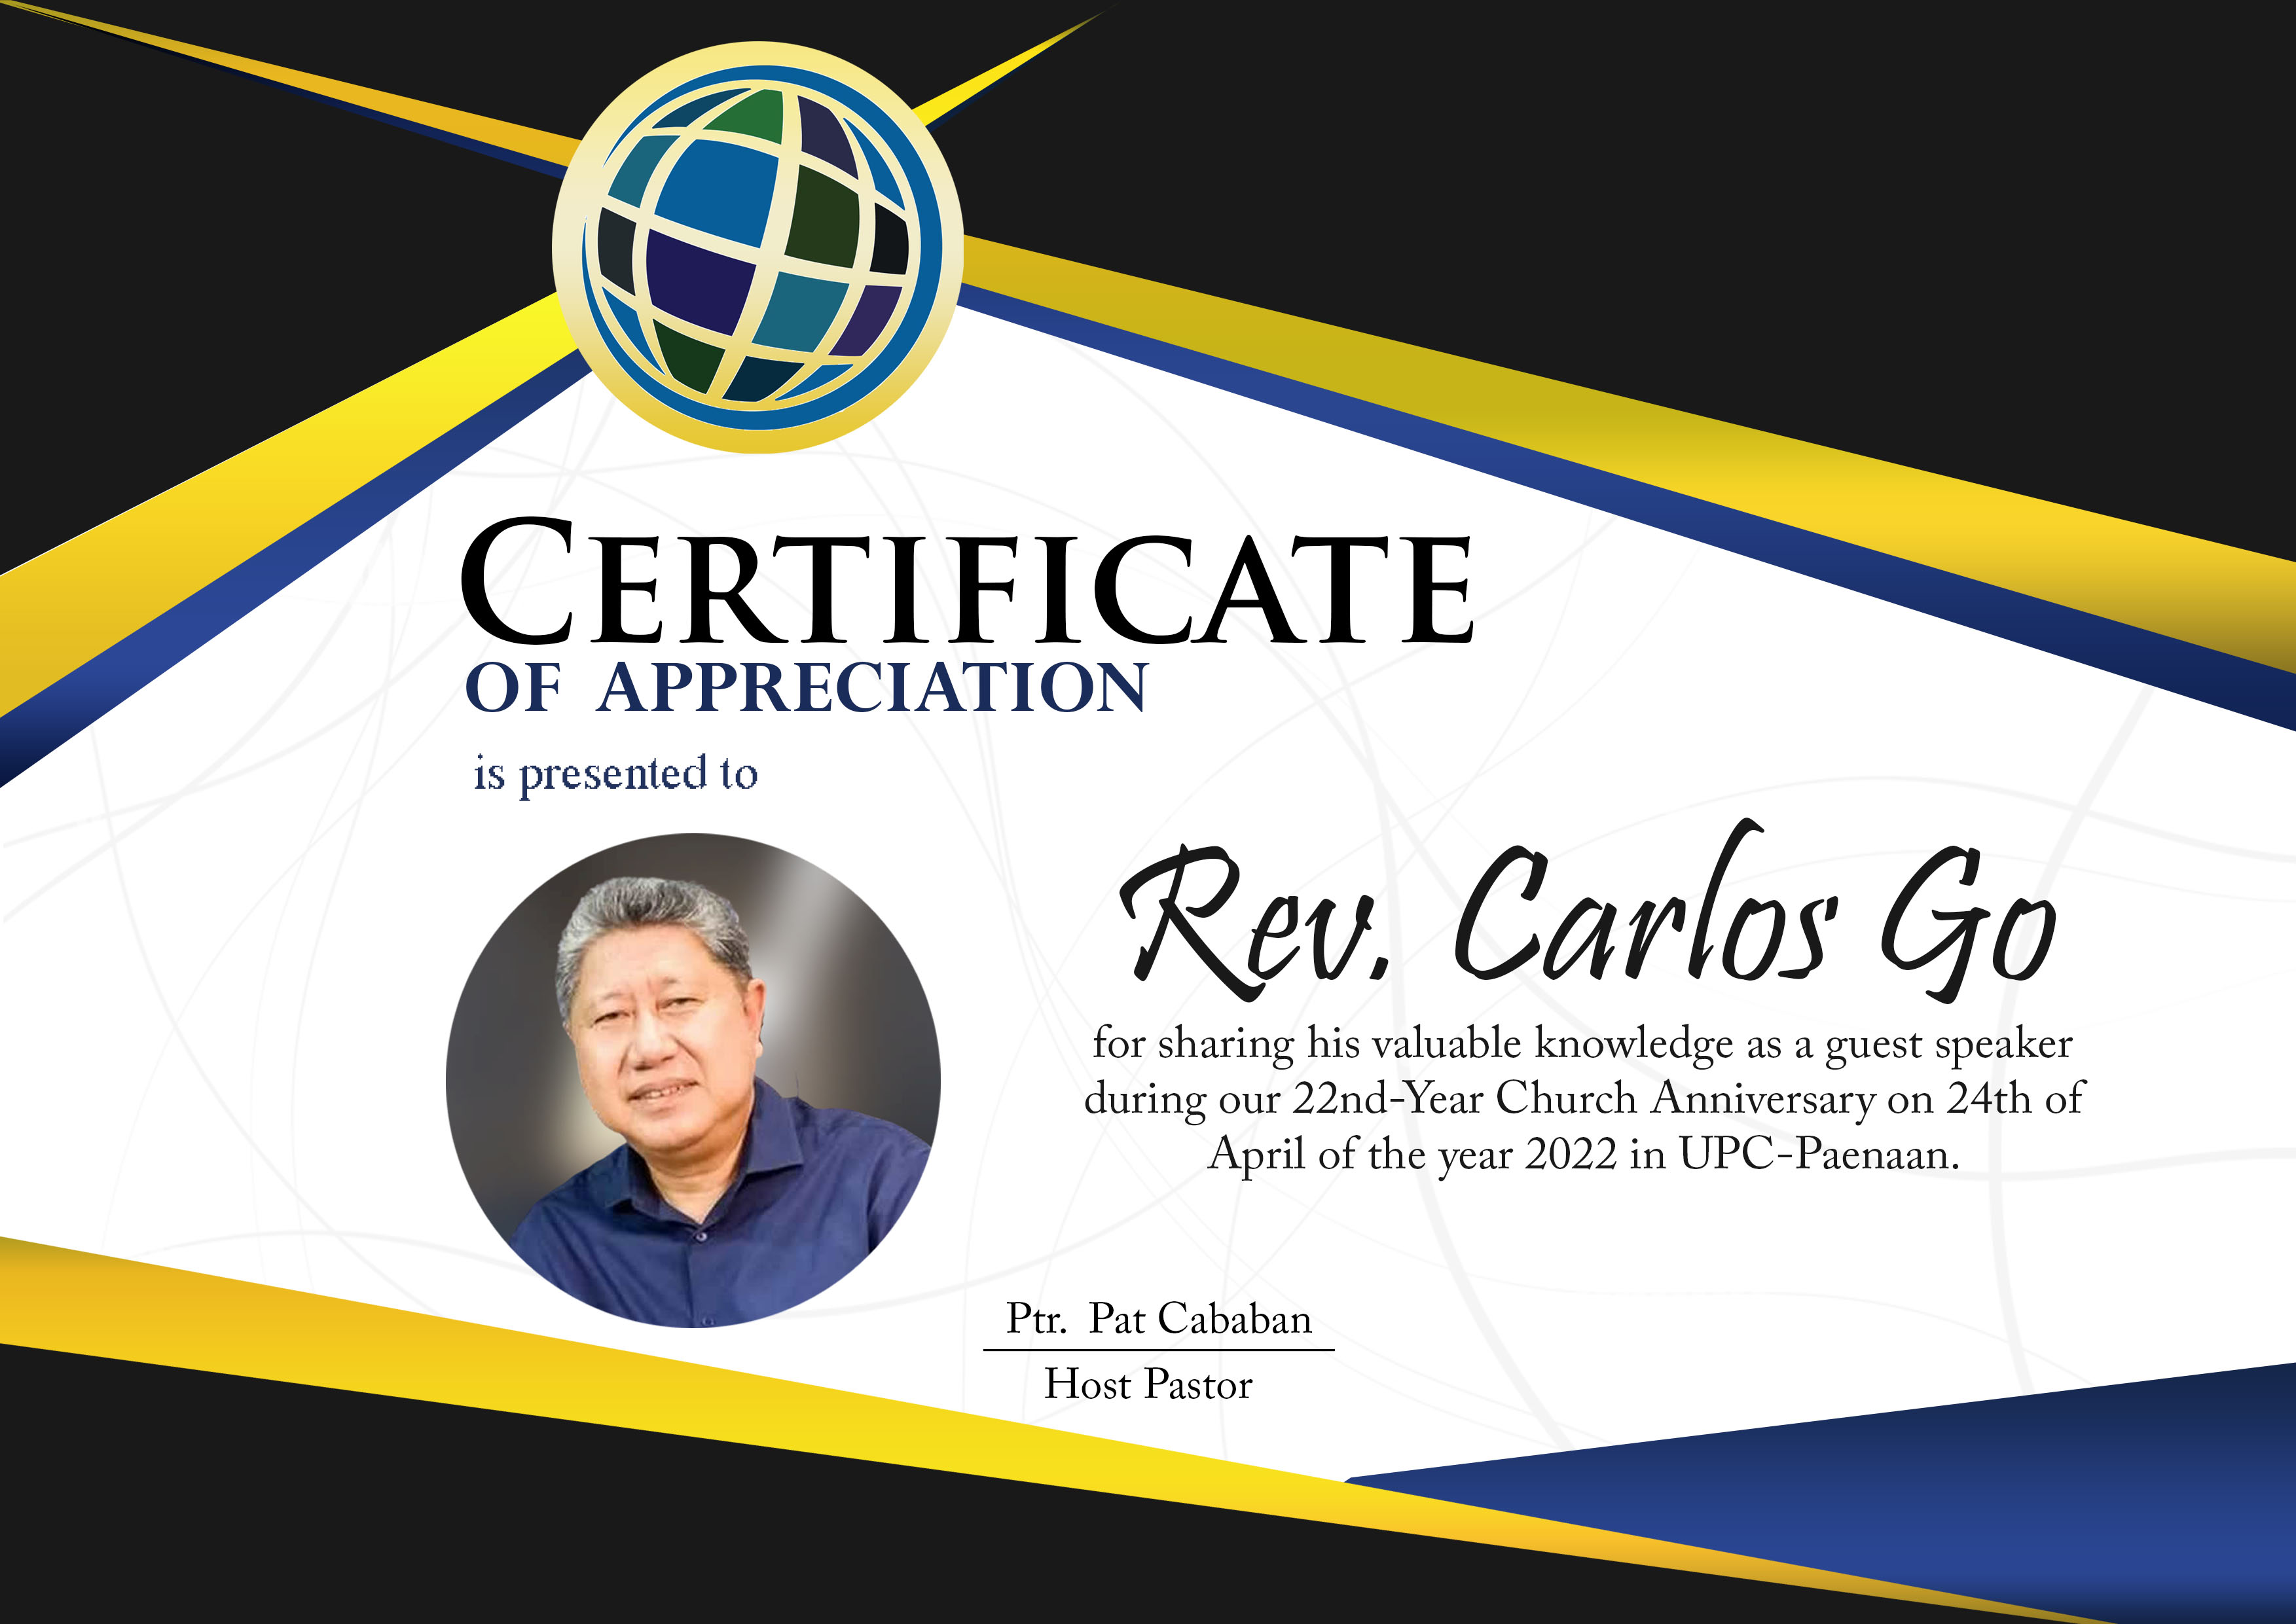 CERTIFICATE
OF APPRECIATION
is presented to
Rev. Carlos Go
for sharing his valuable knowledge as a guest speaker
during our 22nd-Year Church Anniversary on 24th of
April of the year 2022 in UPC-Paenaan.
Ptr. Pat Cababan
Host Pastor